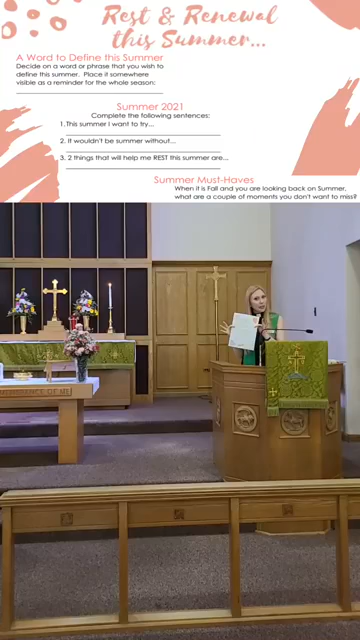 Rest & Renewal
this Summer...
A Word to Define this Summer
Decide on a word or phrase that you wish to
define this summer. Place it somewhere
visible as a reminder for the whole season:
Summer 2021
Complete the following sentences:
1.This summer I want to try...
2. It wouldn't be summer without...
3. 2 things that will help me REST this summer are...
Summer Must-Haves
When it is Fall and you are looking back on Summer,
what are a couple of moments you don't want to miss?
OF ME